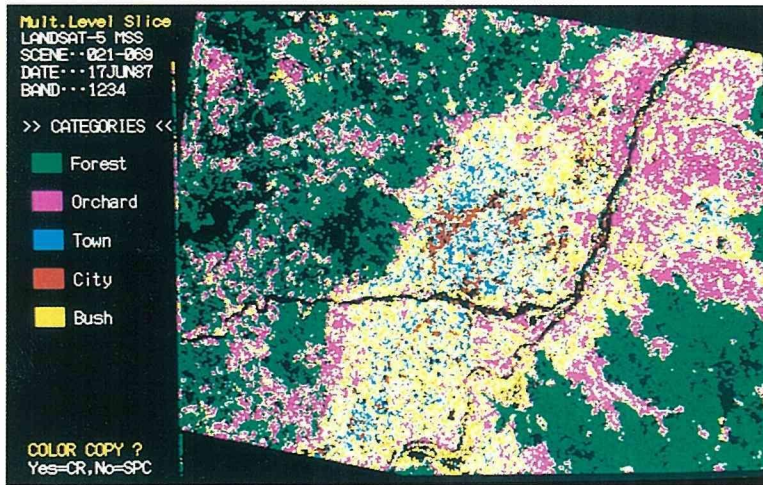 Mult.Level Slice
LANDSAT-5 MSS
SCENE··021-069
DATE···17JUN87
BAND···1234
>> CATEGORIES <<
Forest
Orchard
Town
City
Bush
COLOR COPY ?
Yes=CR,No=SPC